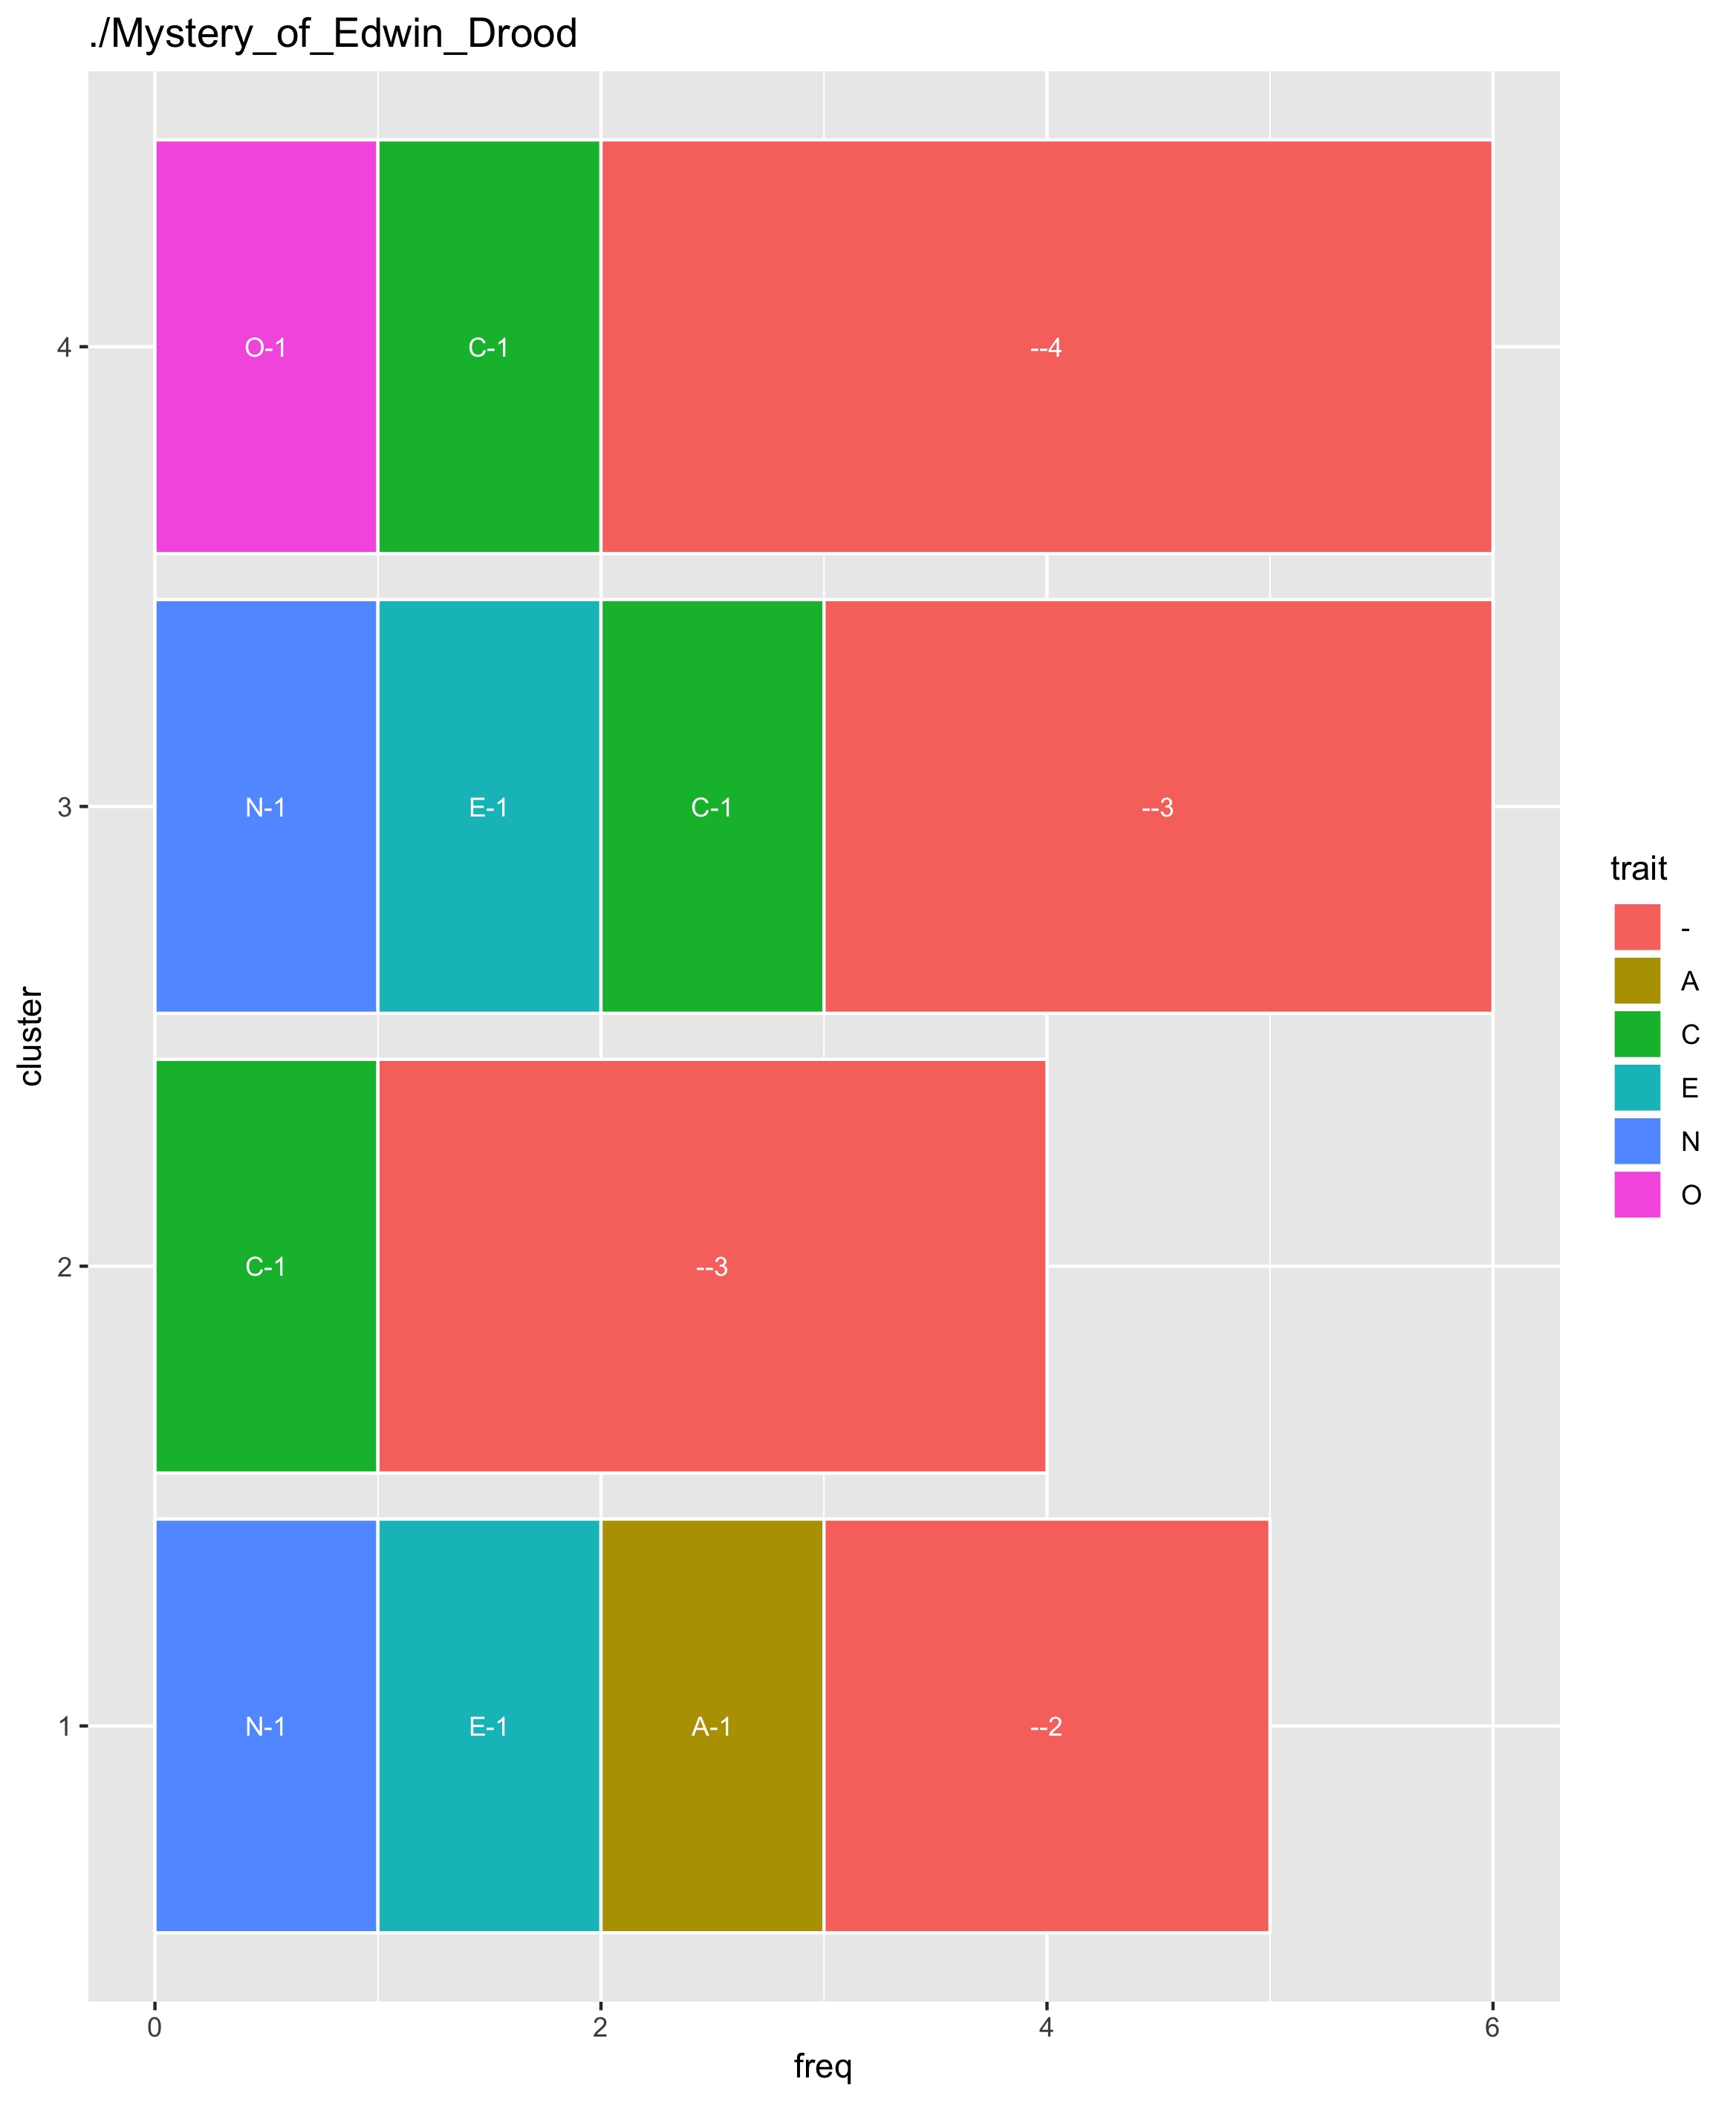 ./Mystery_of_Edwin_Drood
4
O-1 C-1 --4
3
N-1 E-1 C-1 --3
2
C-1 --3
1
N-1 E-1 A-1 --2
cluster
0 2 4 6
freq
trait
-
A
C
E
N
O